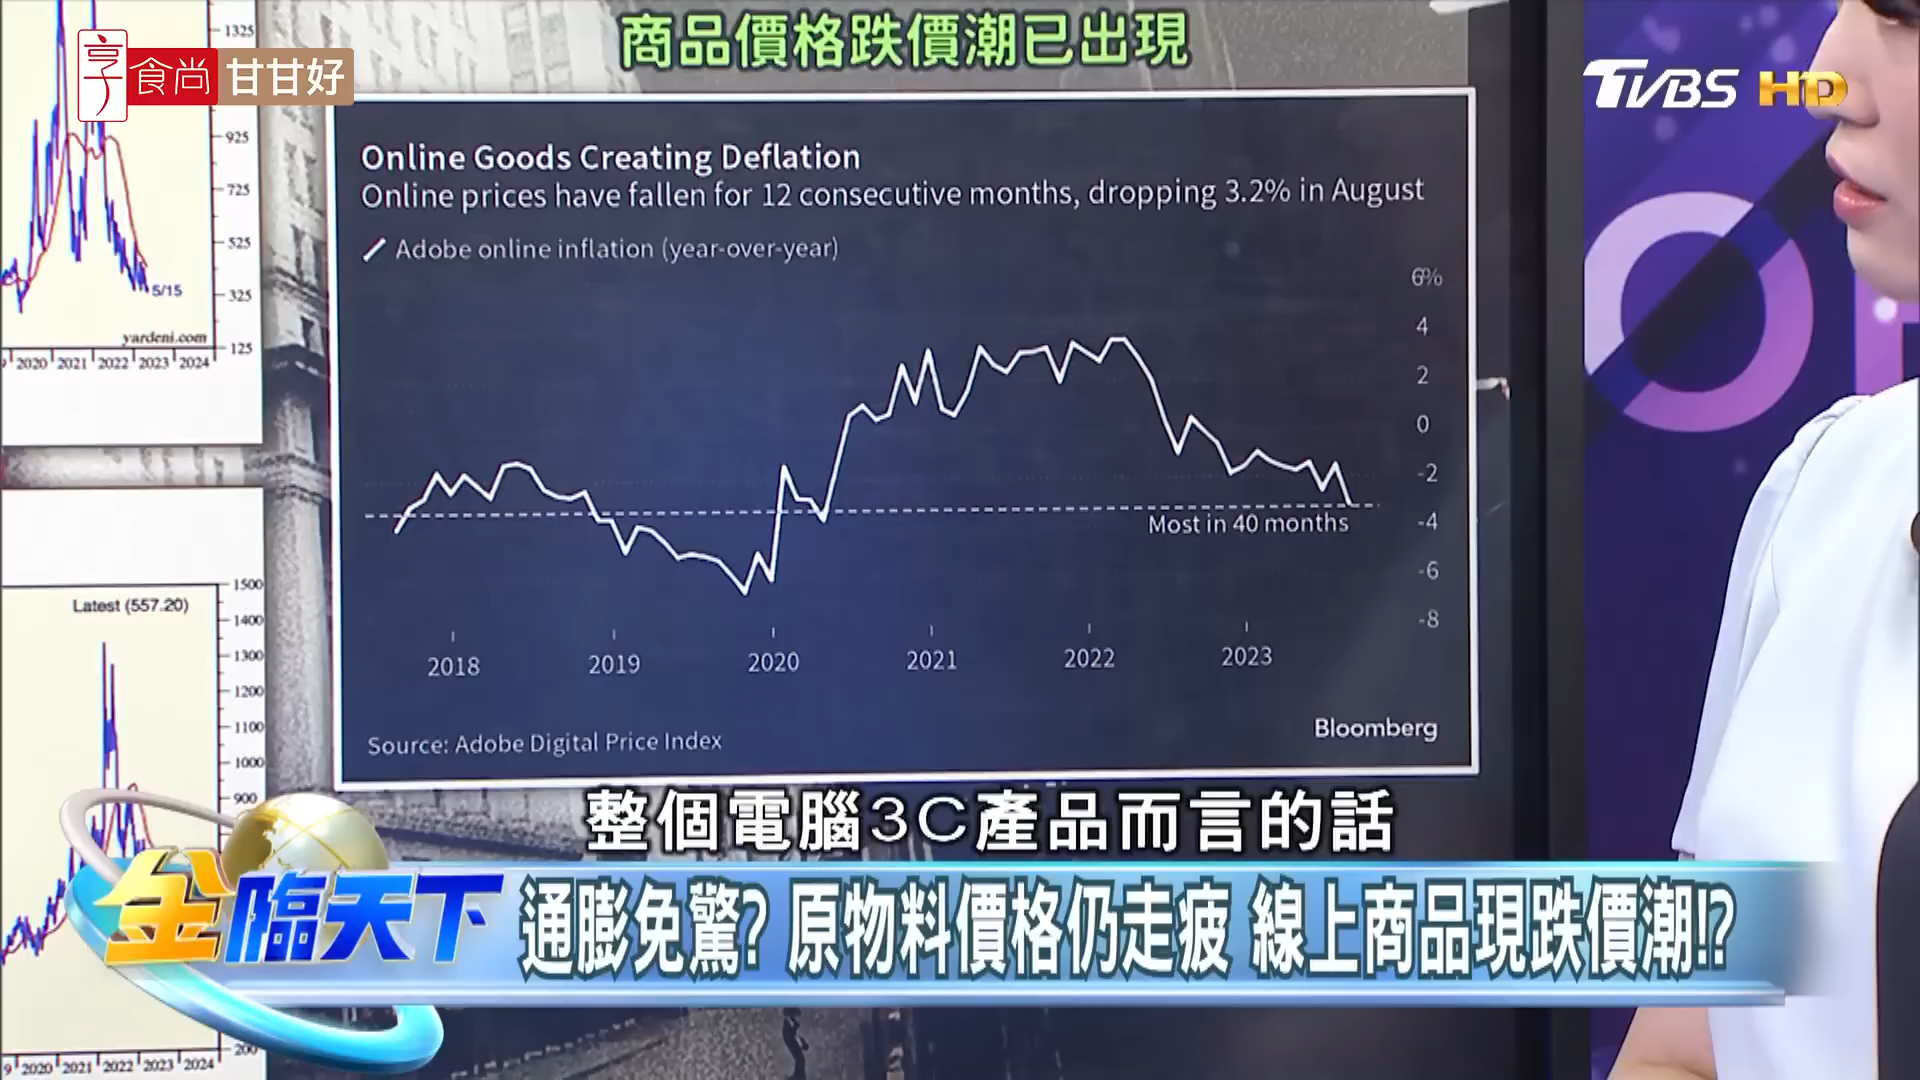 商品價格跌價潮已出現
享 食尚 甘甘好
TVBS HD
1325
925
725
525
325
125
5/15
yardeni.com
2020 2021 2022 2023 2024
Online Goods Creating Deflation
Online prices have fallen for 12 consecutive months, dropping 3.2% in August
Adobe online inflation (year-over-year)
6%
4
2
0
-2
-4
-6
-8
Most in 40 months
2018 2019 2020 2021 2022 2023
Source: Adobe Digital Price Index
Bloomberg
Latest (557.20)
1500
1400
1300
1200
1100
1000
900
200
9 2020 2021 2022 2023 2024
整個電腦3C產品而言的話
金臨天下
通膨免驚? 原物料價格仍走疲 線上商品現跌價潮!?